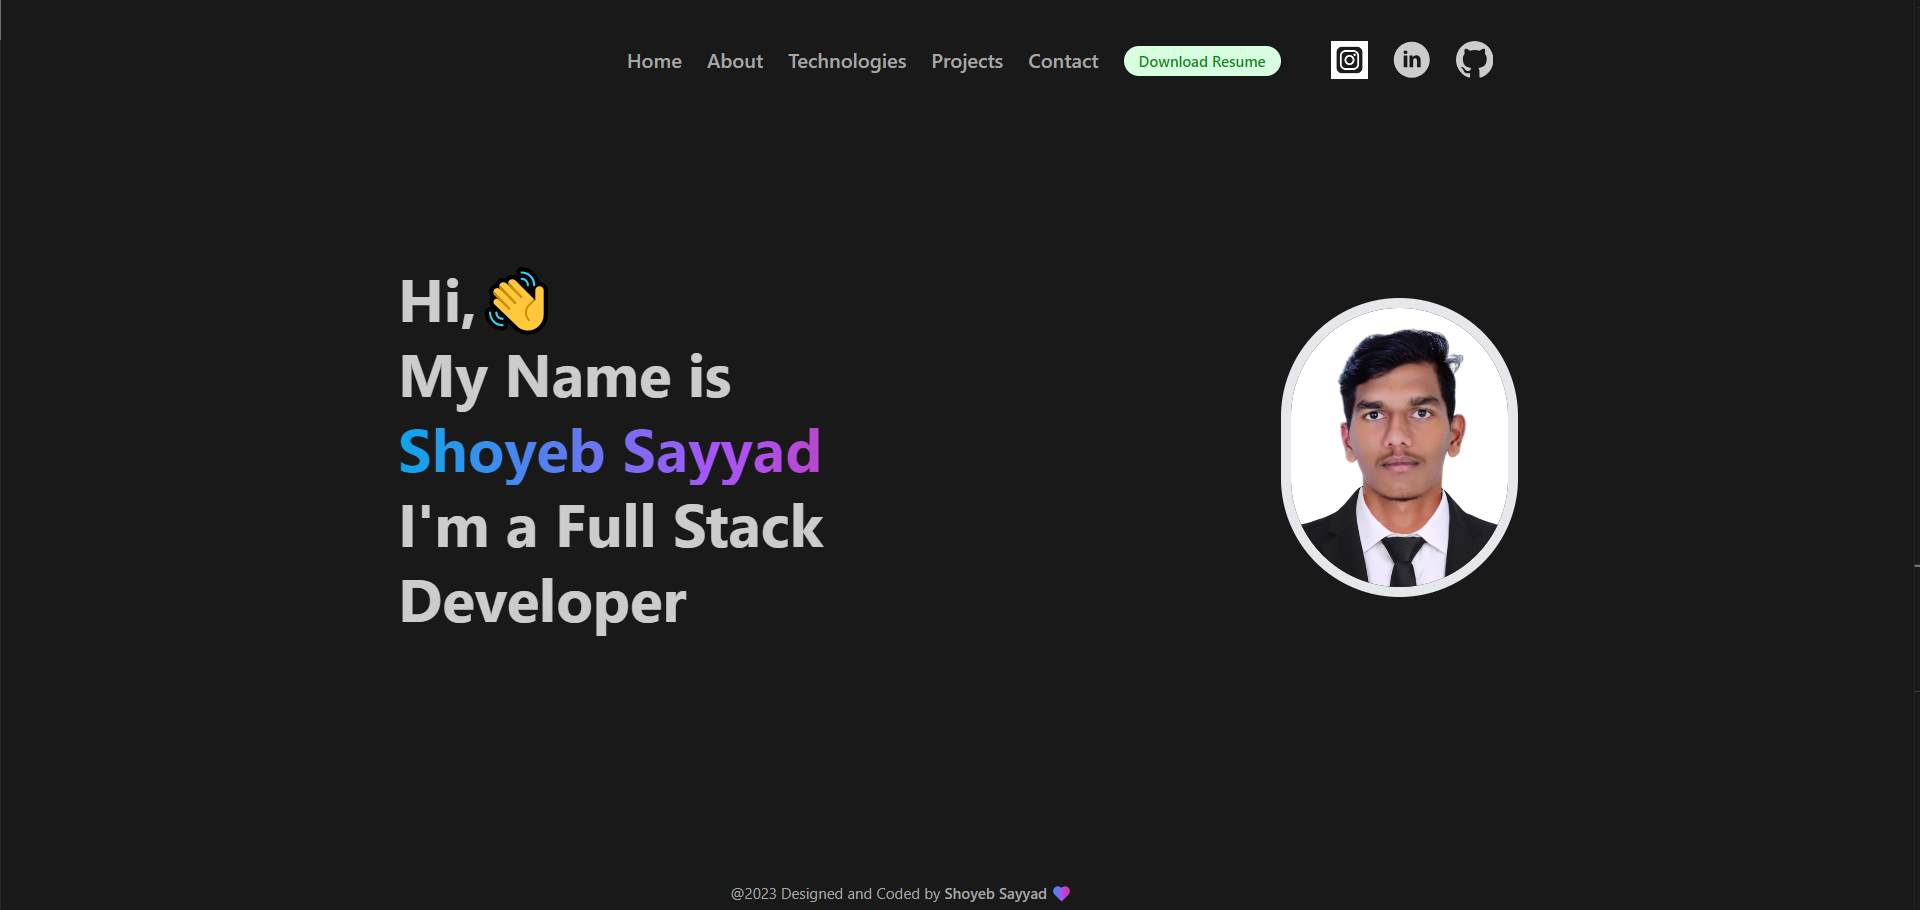 Home About Technologies Projects Contact Download Resume in
Hi, 👋
My Name is
Shoyeb Sayyad
I'm a Full Stack
Developer
@2023 Designed and Coded by Shoyeb Sayyad 💜